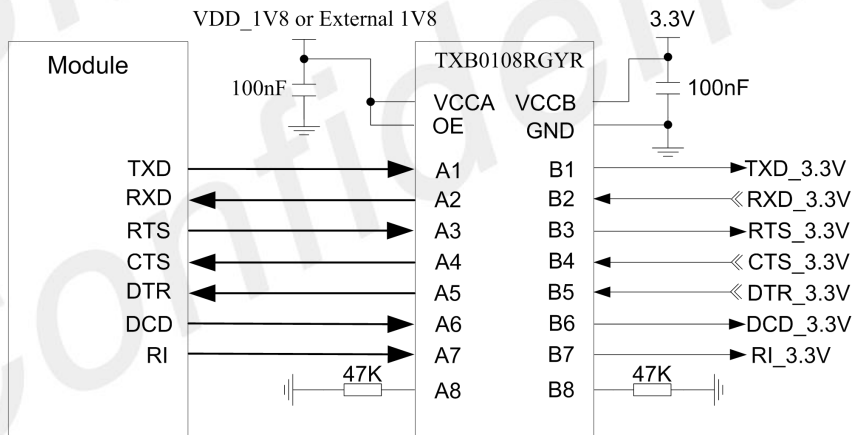 VDD_1V8 or External 1V8
3.3V
Module
TXB0108RGYR
100nF
100nF
VCCA VCCB
OE GND
TXD A1 B1 TXD_3.3V
RXD A2 B2 RXD_3.3V
RTS A3 B3 RTS_3.3V
CTS A4 B4 CTS_3.3V
DTR A5 B5 DTR_3.3V
DCD A6 B6 DCD_3.3V
RI A7 B7 RI_3.3V
47K A8 B8 47K